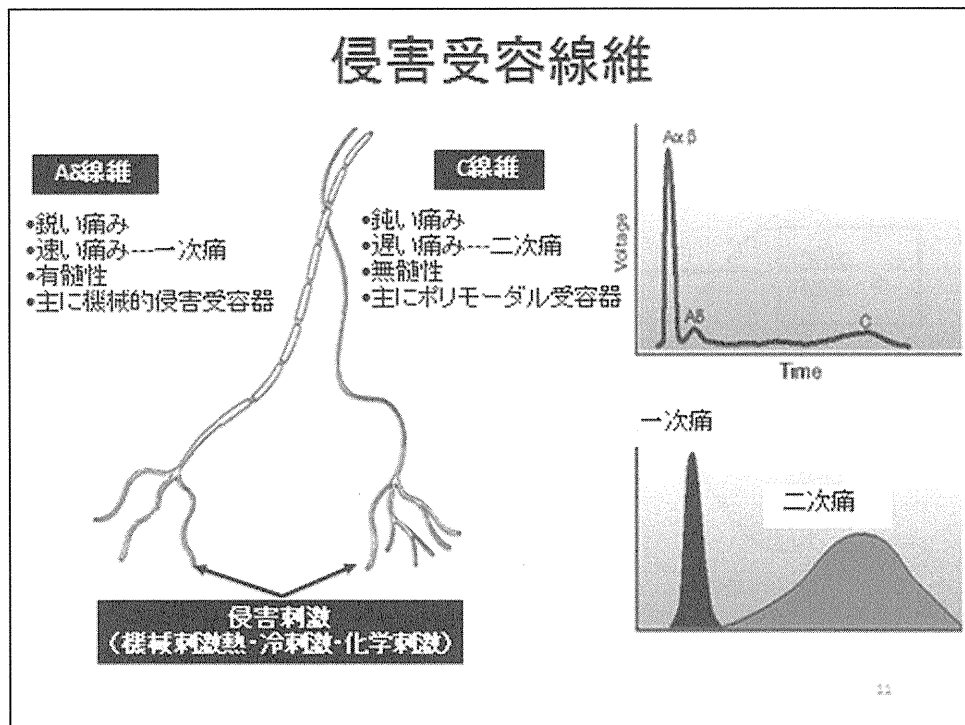 侵害受容線維
Aδ線維
•鋭い痛み
•速い痛み---一次痛
•有髄性
•主に機械的侵害受容器
C線維
•鈍い痛み
•遅い痛み---二次痛
•無髄性
•主にポリモーダル受容器
侵害刺激
(機械刺激熱・冷刺激・化学刺激)
Voltage
Aαβ
Aδ
C
Time
一次痛
二次痛